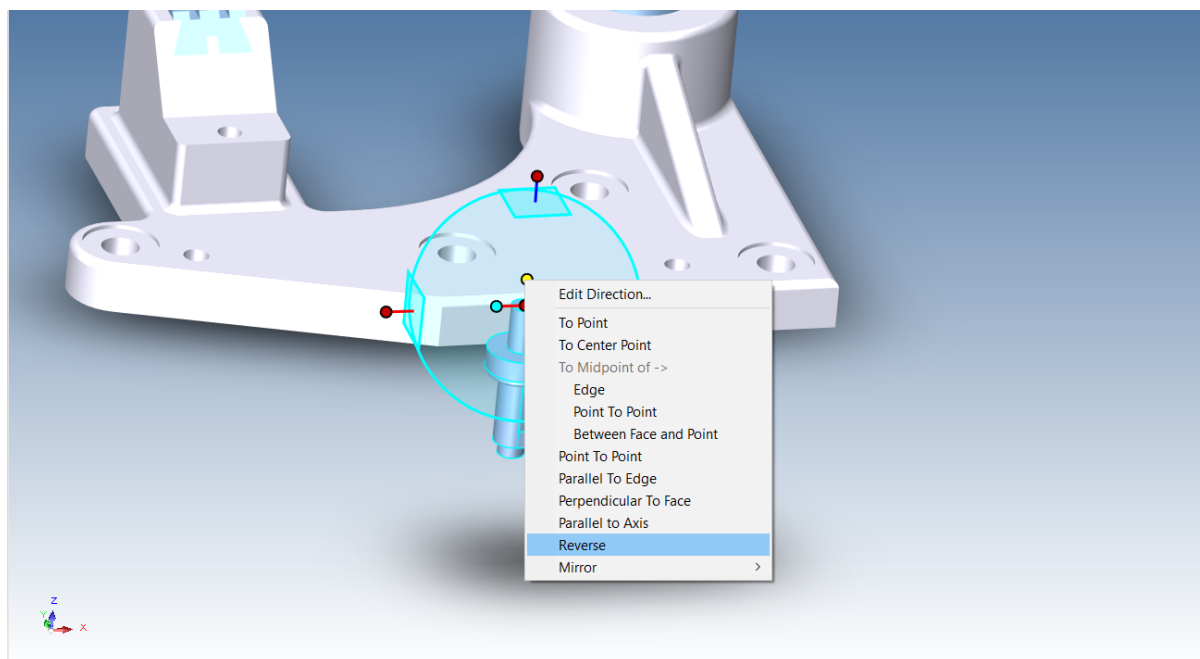 Edit Direction...
To Point
To Center Point
To Midpoint of ->
Edge
Point To Point
Between Face and Point
Point To Point
Parallel To Edge
Perpendicular To Face
Parallel to Axis
Reverse
Mirror
Z
Y
X